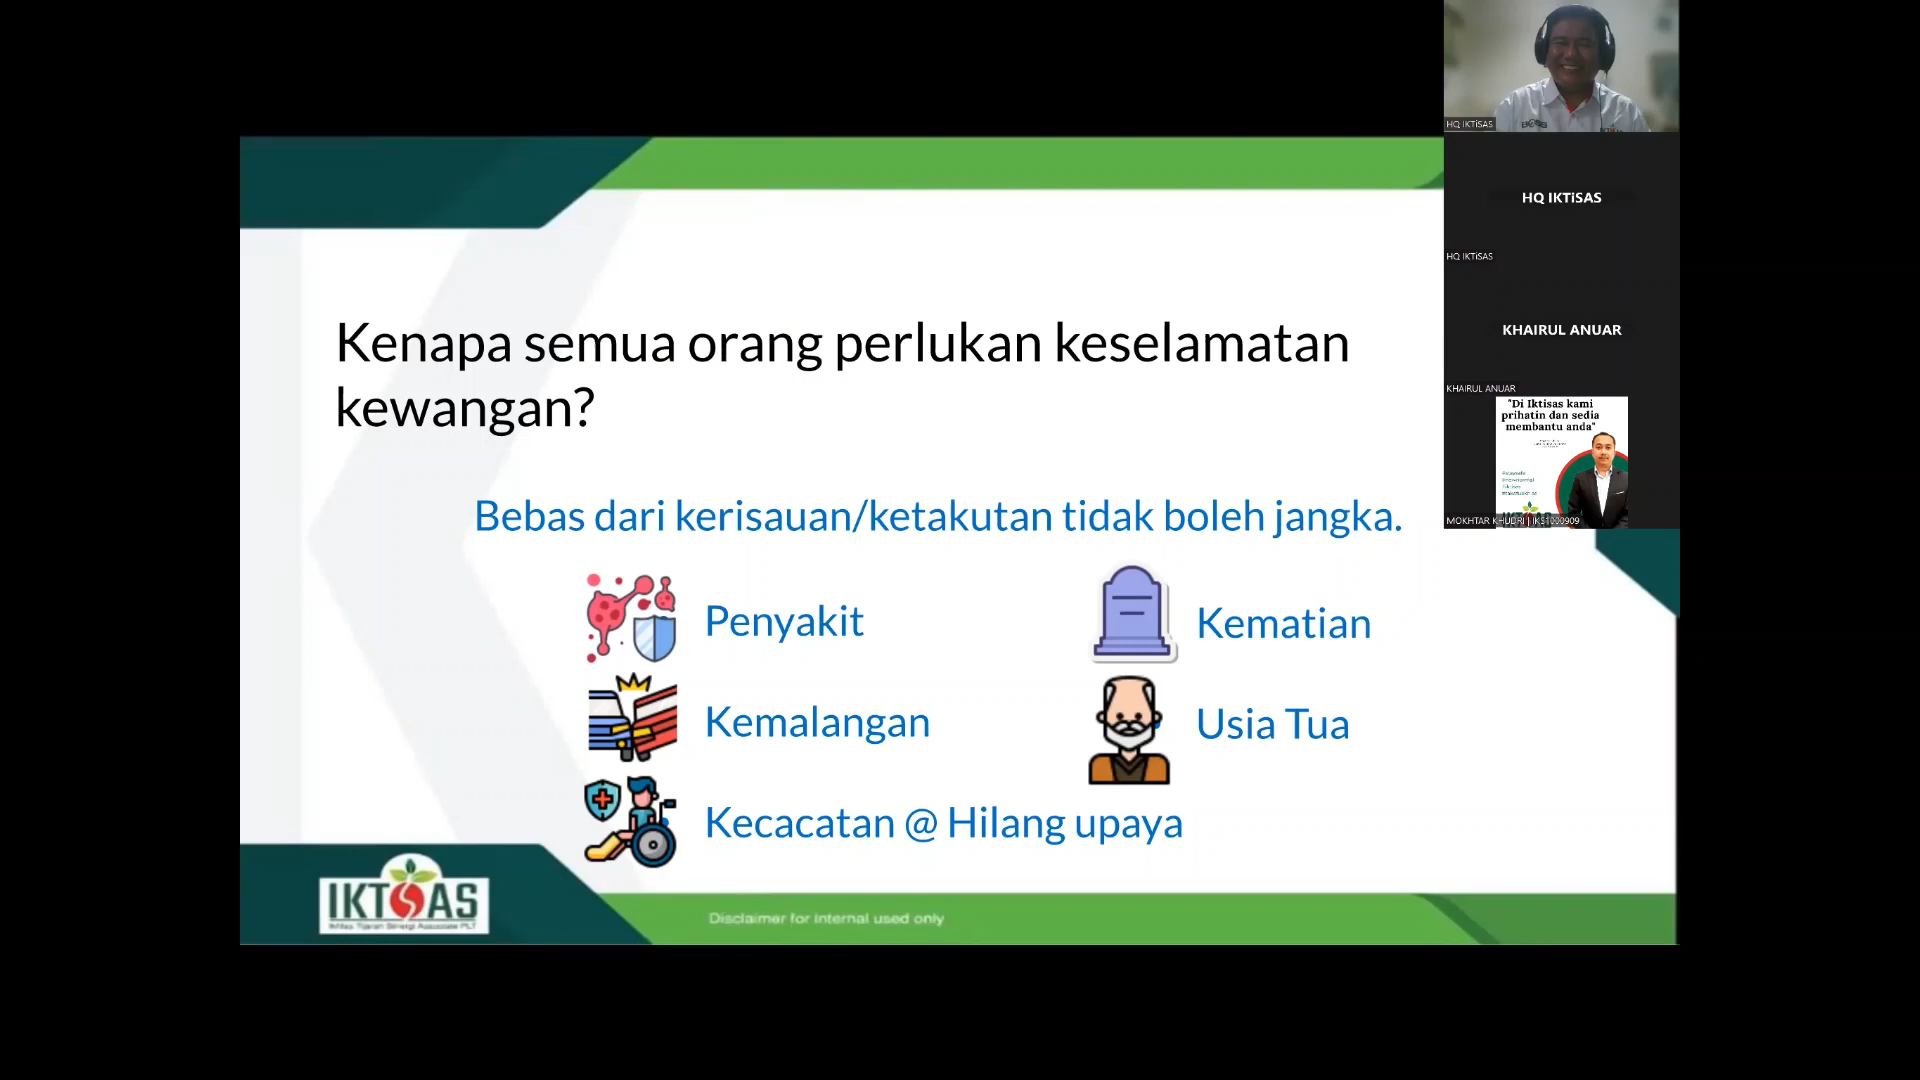 Kenapa semua orang perlukan keselamatan
kewangan?
Bebas dari kerisauan/ketakutan tidak boleh jangka.
Penyakit
Kematian
Kemalangan
Usia Tua
Kecacatan @ Hilang upaya
IKTISAS
Disclaimer for internal used only
HQ IKTiSAS
HQ IKTiSAS
HQ IKTiSAS
KHAIRUL ANUAR
KHAIRUL ANUAR
"Di Iktisas kami
prihatin dan sedia
membantu anda"
MOKHTAR KHUDRI | IKS1000909